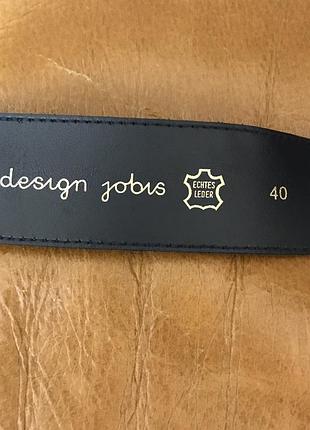 design jobis ECHTES LEDER 40